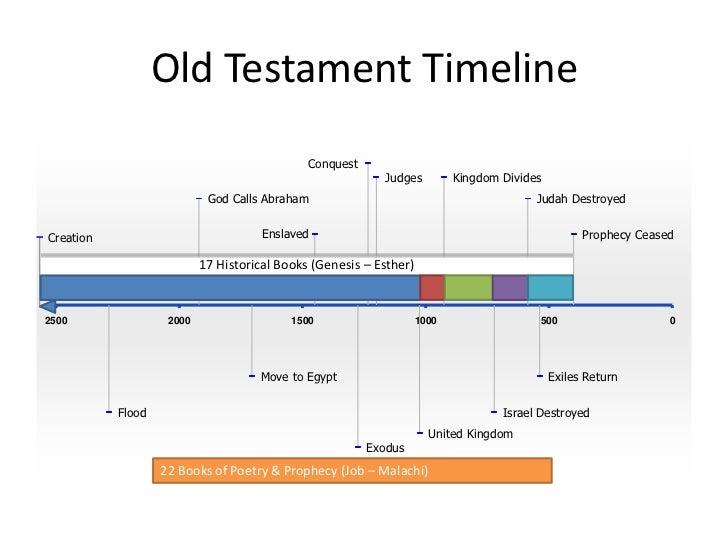 Old Testament Timeline
Conquest
Judges
Kingdom Divides
God Calls Abraham
Judah Destroyed
Creation
Enslaved
Prophecy Ceased
17 Historical Books (Genesis – Esther)
2500 2000 1500 1000 500 0
Move to Egypt
Exiles Return
Flood
Israel Destroyed
United Kingdom
Exodus
22 Books of Poetry & Prophecy (Job – Malachi)